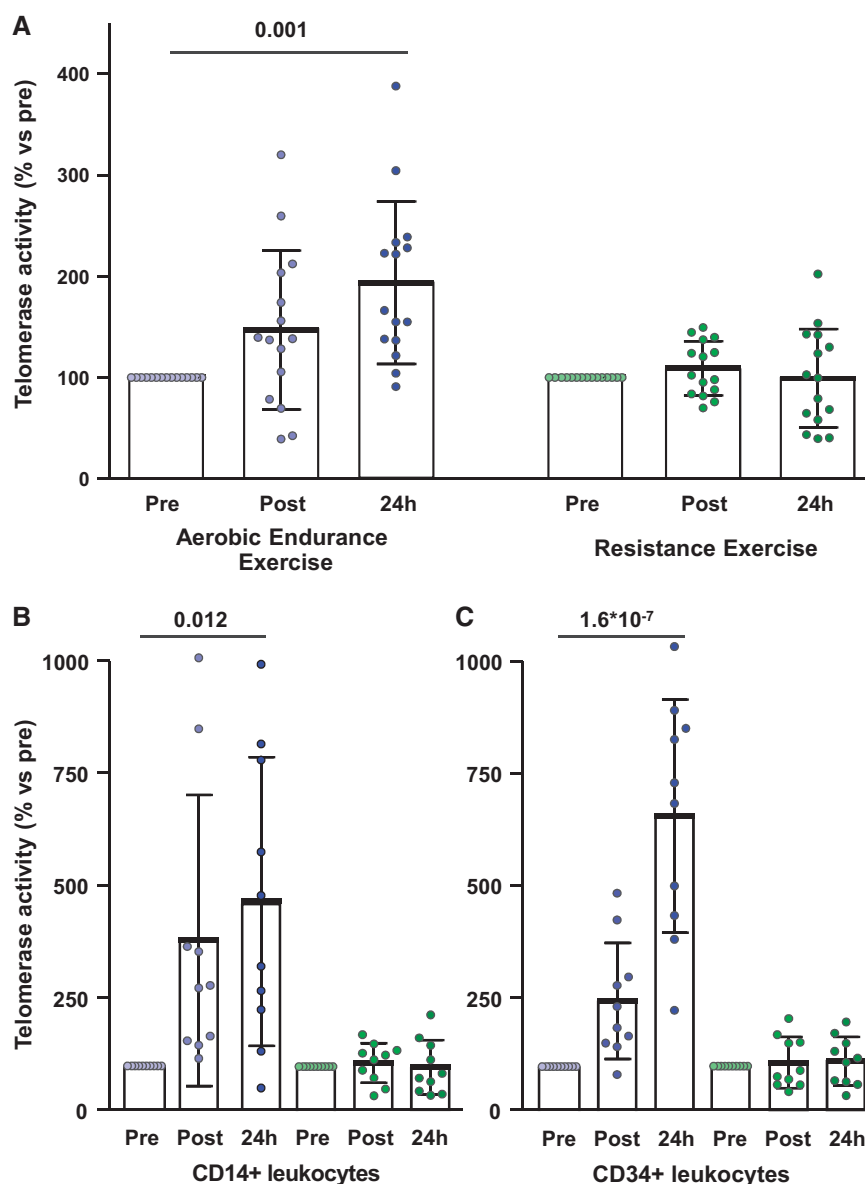 A
0.001
Telomerase activity (% vs pre)
400
300
200
100
0
Pre Post 24h Pre Post 24h
Aerobic Endurance
Exercise
Resistance Exercise
B
0.012
Telomerase activity (% vs pre)
1000
750
500
250
0
Pre Post 24h Pre Post 24h
CD14+ leukocytes
C
1.6*10-7
1000
750
500
250
0
Pre Post 24h Pre Post 24h
CD34+ leukocytes